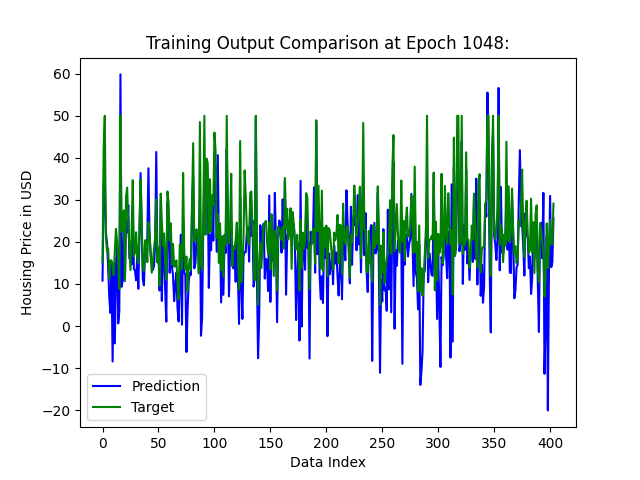 Training Output Comparison at Epoch 1048:
Housing Price in USD
60
50
40
30
20
10
0
−10
−20
Prediction
Target
0 50 100 150 200 250 300 350 400
Data Index